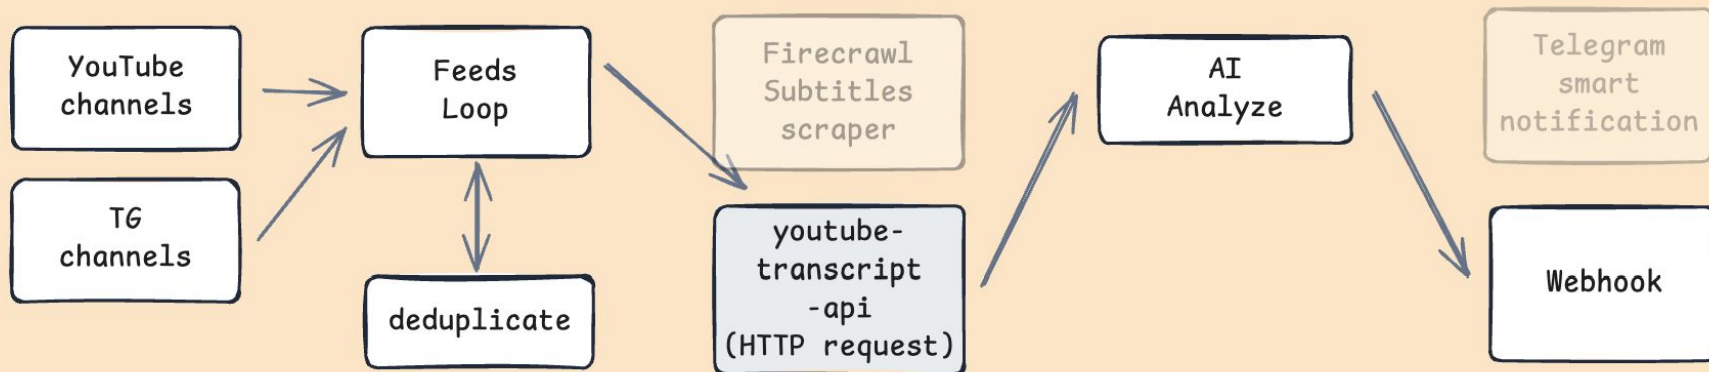 YouTube
channels
TG
channels
Feeds
Loop
deduplicate
Firecrawl
Subtitles
scraper
youtube-
transcript
-api
(HTTP request)
AI
Analyze
Telegram
smart
notification
Webhook